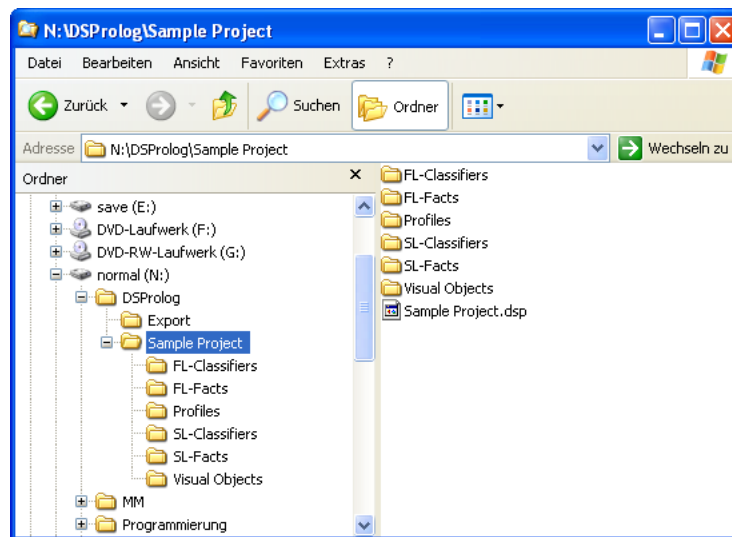 N:\DSProlog\Sample Project
Datei Bearbeiten Ansicht Favoriten Extras ?
Zurück Suchen Ordner
Adresse N:\DSProlog\Sample Project Wechseln zu
Ordner
save (E:)
DVD-Laufwerk (F:)
DVD-RW-Laufwerk (G:)
normal (N:)
DSProlog
Export
Sample Project
FL-Classifiers
FL-Facts
Profiles
SL-Classifiers
SL-Facts
Visual Objects
MM
Programmierung
FL-Classifiers
FL-Facts
Profiles
SL-Classifiers
SL-Facts
Visual Objects
Sample Project.dsp